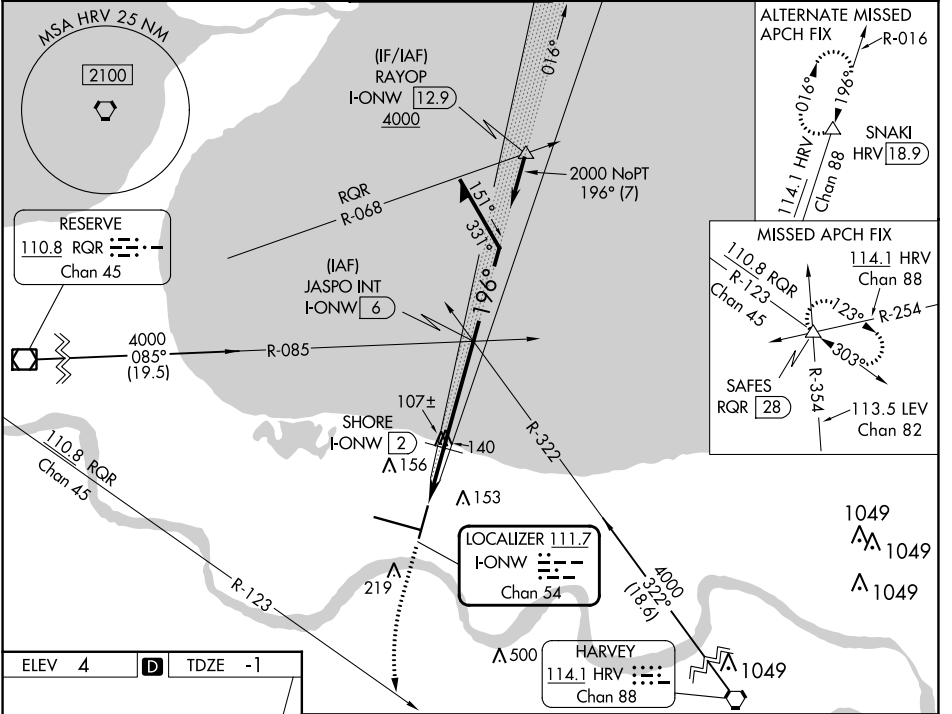 MSA HRV 25 NM
2100
(IF/IAF)
RAYOP
I-ONW 12.9
4000
016°
ALTERNATE MISSED
APCH FIX
R-016
016°
196°
SNAKI
HRV 18.9
114.1 HRV
Chan 88
2000 NoPT
196° (7)
RQR
R-068
151°
331°
196°
RESERVE
110.8 RQR
Chan 45
(IAF)
JASPO INT
I-ONW 6
4000
085°
(19.5)
R-085
MISSED APCH FIX
110.8 RQR
R-123
Chan 45
114.1 HRV
Chan 88
123°
R-254
303°
SAFES
RQR 28
R-354
113.5 LEV
Chan 82
107±
SHORE
I-ONW 2
140
156
153
R-322
110.8 RQR
Chan 45
R-123
LOCALIZER 111.7
I-ONW
Chan 54
219
4000
322°
(18.6)
1049
1049
1049
500
HARVEY
114.1 HRV
Chan 88
1049
ELEV 4
D
TDZE -1